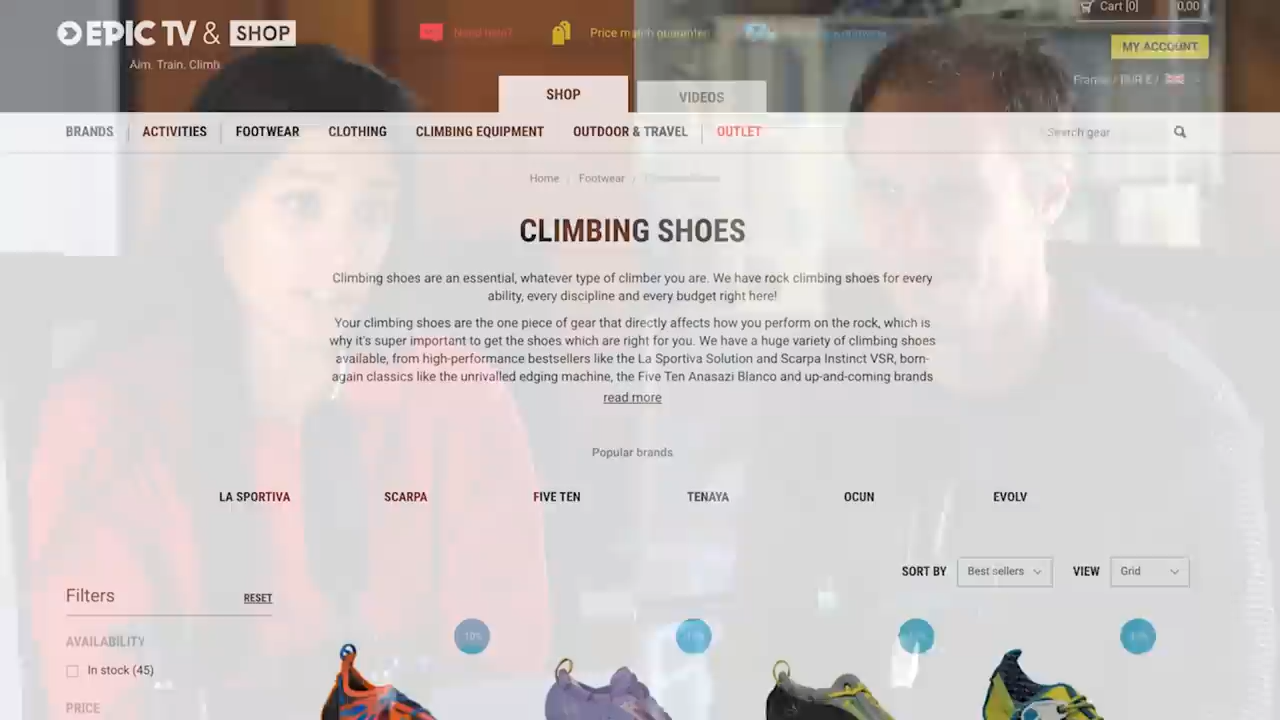 EPIC TV & SHOP
Aim. Train. Climb
Need help?
Price match guarantee
Cart [0]
0,00
MY ACCOUNT
France / EUR € /
SHOP
VIDEOS
BRANDS
ACTIVITIES
FOOTWEAR
CLOTHING
CLIMBING EQUIPMENT
OUTDOOR & TRAVEL
OUTLET
Search gear
Home / Footwear /
CLIMBING SHOES
Climbing shoes are an essential, whatever type of climber you are. We have rock climbing shoes for every
ability, every discipline and every budget right here!
Your climbing shoes are the one piece of gear that directly affects how you perform on the rock, which is
why it's super important to get the shoes which are right for you. We have a huge variety of climbing shoes
available, from high-performance bestsellers like the La Sportiva Solution and Scarpa Instinct VSR, born-
again classics like the unrivalled edging machine, the Five Ten Anasazi Blanco and up-and-coming brands
read more
Popular brands
LA SPORTIVA
SCARPA
FIVE TEN
TENAYA
OCUN
EVOLV
SORT BY
Best sellers
VIEW
Grid
Filters
RESET
AVAILABILITY
In stock (45)
PRICE